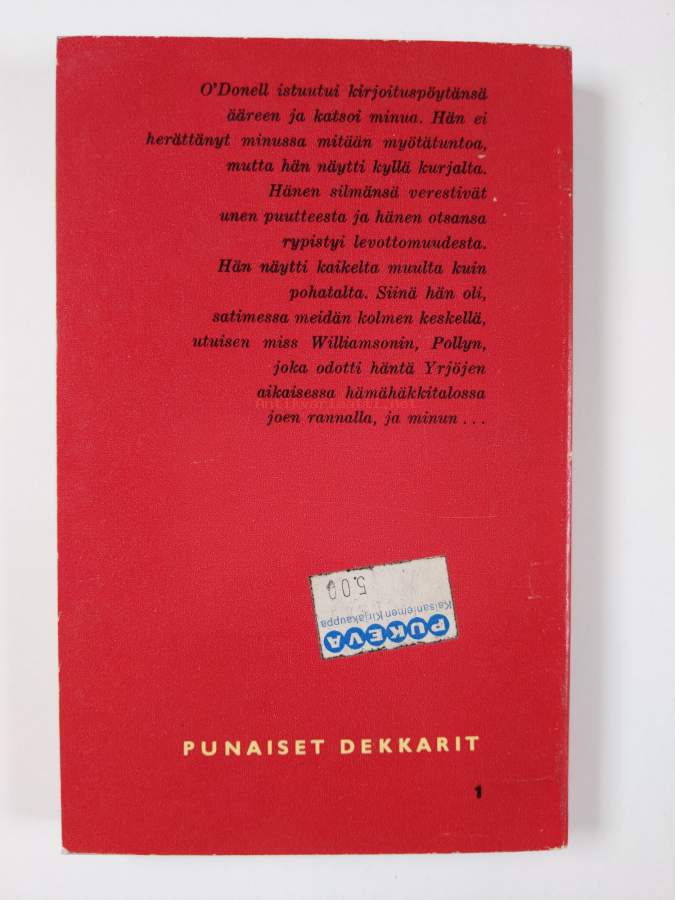 O'Donell istuutui kirjoituspöytänsä
ääreen ja katsoi minua. Hän ei
herättänyt minussa mitään myötätuntoa,
mutta hän näytti kyllä kurjalta.
Hänen silmänsä verestivät
unen puutteesta ja hänen otsansa
rypistyi levottomuudesta.
Hän näytti kaikelta muulta kuin
pohatalta. Siinä hän oli,
satimessa meidän kolmen keskellä,
utuisen miss Williamsonin, Pollyn,
joka odotti häntä Yrjöjen
aikaisessa hämähäkkitalossa
Antikvariaatti.net
joen rannalla, ja minun...
5.00
Kaisaniemen Kirjakauppa
PUKEVA
PUNAISET DEKKARIT
1